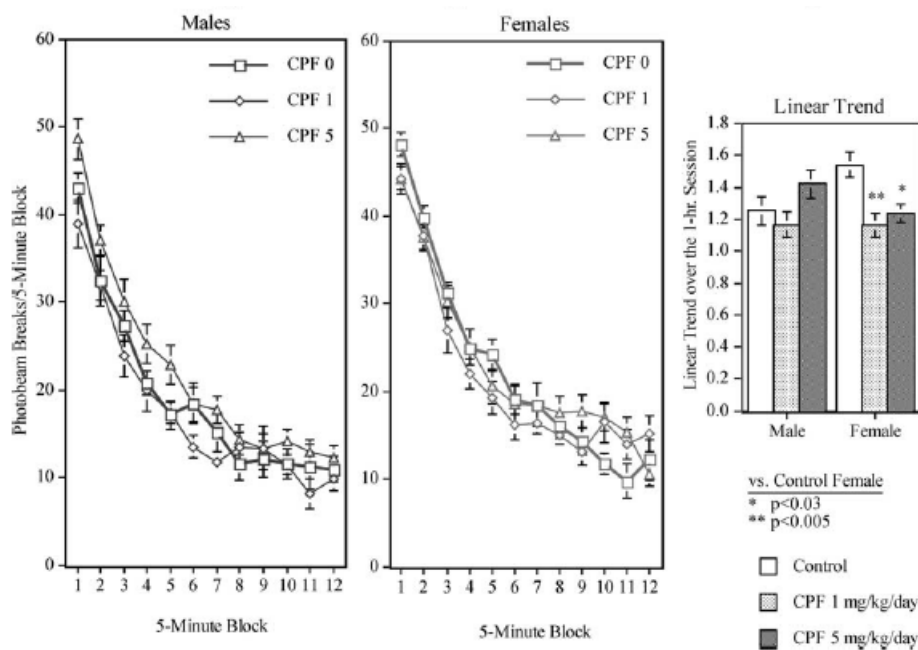 Males
Females
60
50
40
30
20
10
0
Photobeam Breaks/5-Minute Block
CPF 0
CPF 1
CPF 5
1 2 3 4 5 6 7 8 9 10 11 12
5-Minute Block
60
50
40
30
20
10
0
CPF 0
CPF 1
CPF 5
1 2 3 4 5 6 7 8 9 10 11 12
5-Minute Block
Linear Trend
Linear Trend over the 1-hr. Session
1.8
1.6
1.4
1.2
1.0
0.8
0.6
0.4
0.2
0.0
**
*
Male Female
vs. Control Female
* p<0.03
** p<0.005
Control
CPF 1 mg/kg/day
CPF 5 mg/kg/day